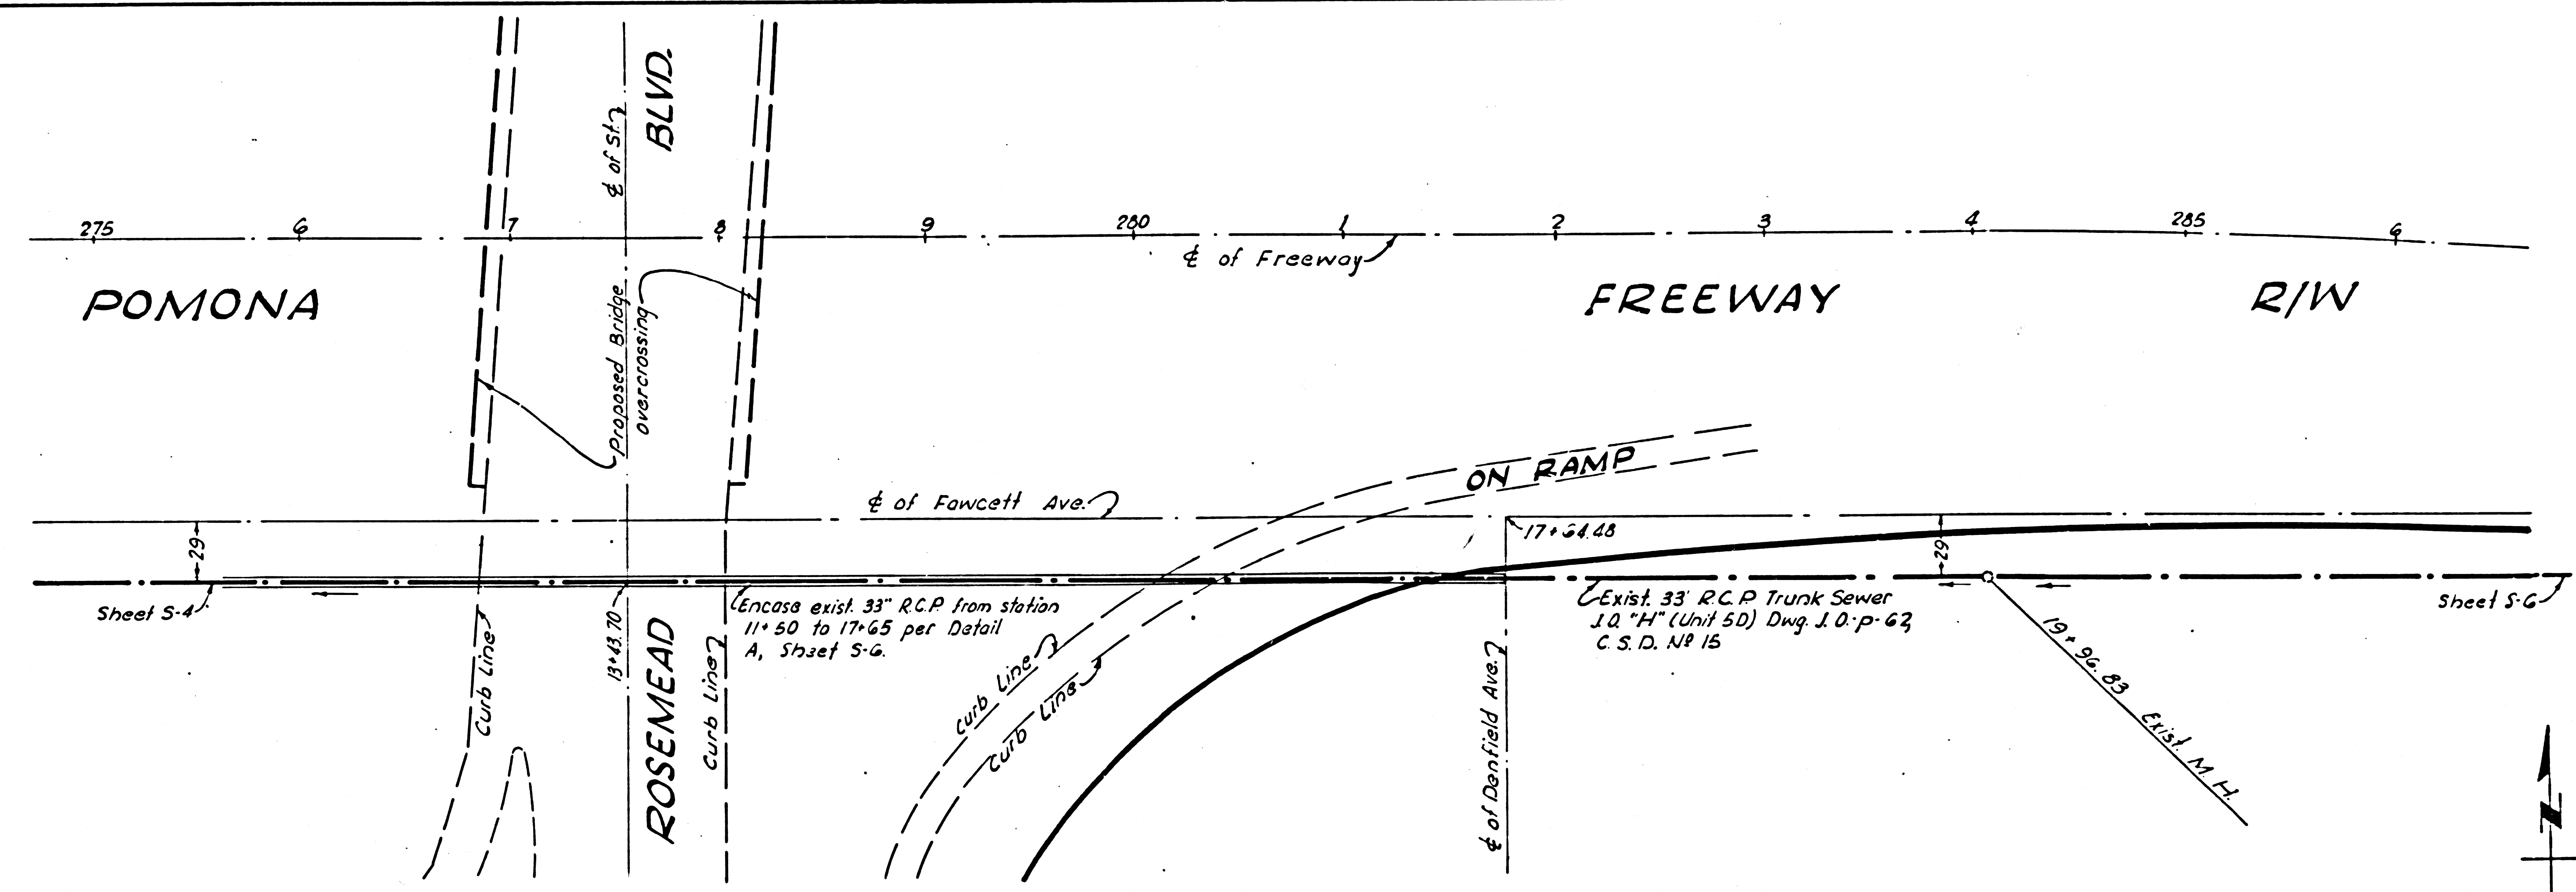 BLVD.
℄ of St.
275 6 7 8 9 280 1 2 3 4 285 6
℄ of Freeway
POMONA FREEWAY R/W
Proposed Bridge
overcrossing
ON RAMP
℄ of Fawcett Ave.
17+64.48
29
29
Sheet S-4
Encase exist. 33" R.C.P. from station
11+50 to 17+65 per Detail
A, Sheet S-6.
Exist. 33" R.C.P. Trunk Sewer
J.O. "H" (Unit 5D) Dwg. J.O.-p-62,
C.S.D. Nº 15
Sheet S-6
13+43.70
Curb Line
ROSEMEAD
Curb Line
Curb Line
Curb Line
℄ of Denfield Ave.
19+96.83 Exist. M.H.
N